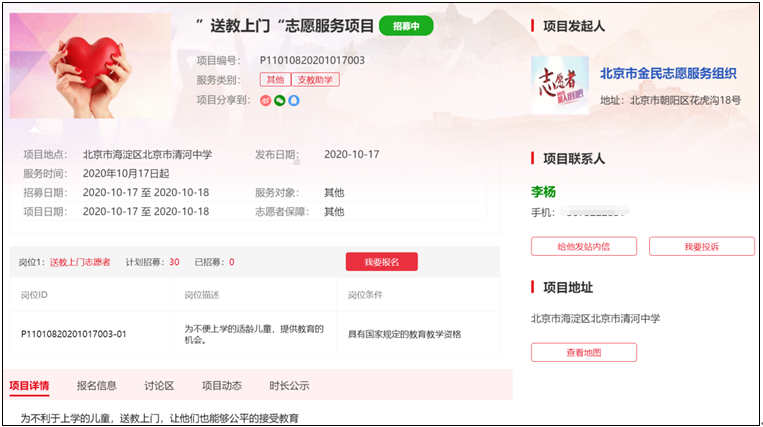 ”送教上门“志愿服务项目 招募中
项目编号： P11010820201017003
服务类别： 其他 支教助学
项目分享到：
项目地点： 北京市海淀区北京市清河中学 发布日期： 2020-10-17
服务时间： 2020年10月17日起
招募日期： 2020-10-17 至 2020-10-18 服务对象： 其他
项目日期： 2020-10-17 至 2020-10-18 志愿者保障： 其他
岗位1： 送教上门志愿者 计划招募：30 已招募：0 我要报名
岗位ID 岗位描述 岗位条件
P11010820201017003-01 为不便上学的适龄儿童，提供教育的机会。 具有国家规定的教育教学资格
项目详情 报名信息 讨论区 项目动态 时长公示
为不利于上学的儿童，送教上门，让他们也能够公平的接受教育
项目发起人
志愿者
北京市金民志愿服务组织
地址：北京市朝阳区花虎沟18号
项目联系人
李杨
手机：
给他发站内信 我要投诉
项目地址
北京市海淀区北京市清河中学
查看地图